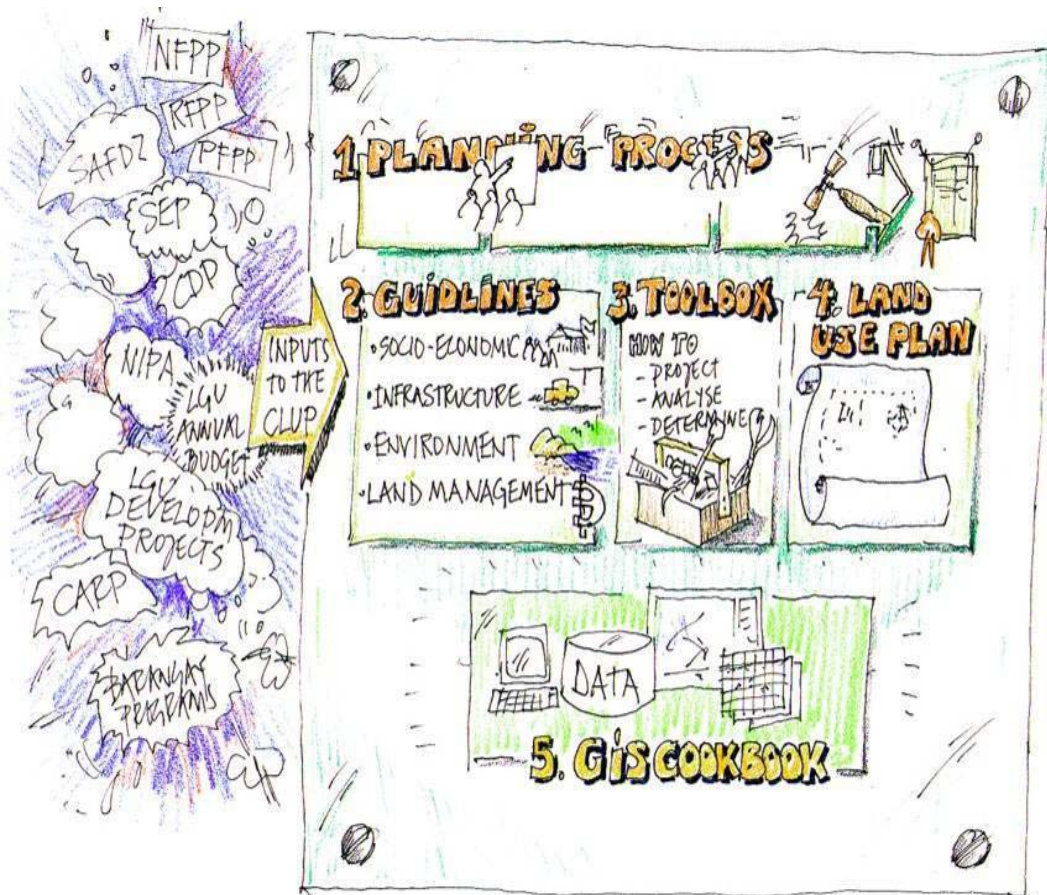 NFPP
RFPP
PFPP
SAFDZ
SEP
CDP
NIPA
LGU
ANNUAL
BUDGET
LGU
DEVELOPM
PROJECTS
CARP
BARANGAY
PROGRAMS
INPUTS
TO THE
CLUP
1 PLANNING PROCESS
2. GUIDLINES
• SOCIO-ECONOMIC
• INFRASTRUCTURE
• ENVIRONMENT
• LAND MANAGEMENT
3. TOOLBOX
HOW TO
- PROJECT
- ANALYSE
- DETERMINE
4. LAND
USE PLAN
DATA
5. GIS COOKBOOK